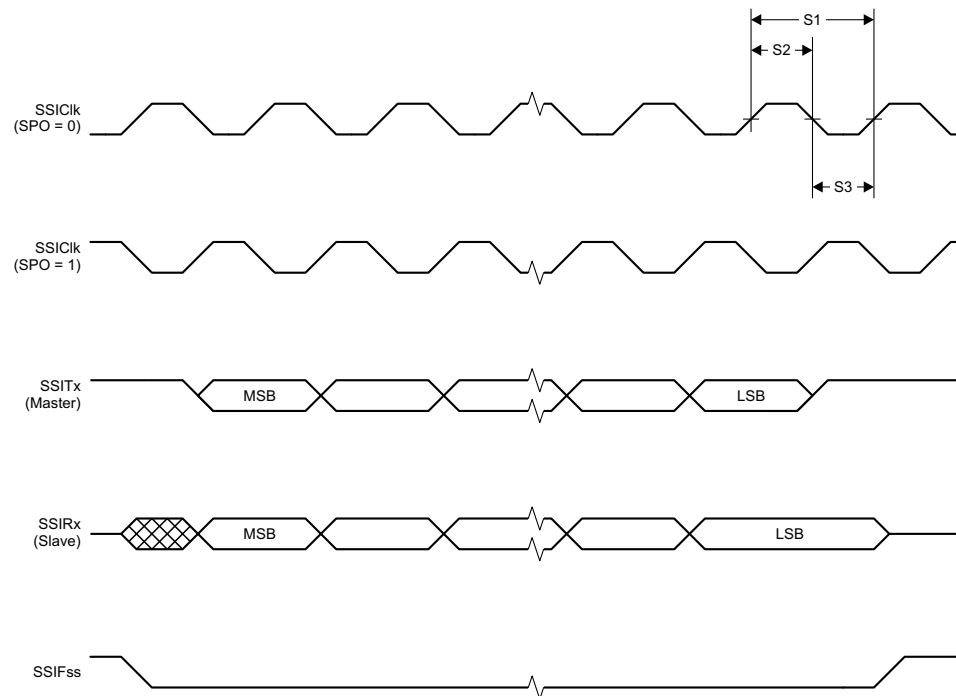 S1
S2
SSIClk
(SPO = 0)
S3
SSIClk
(SPO = 1)
SSITx
(Master)
MSB
LSB
SSIRx
(Slave)
MSB
LSB
SSIFss